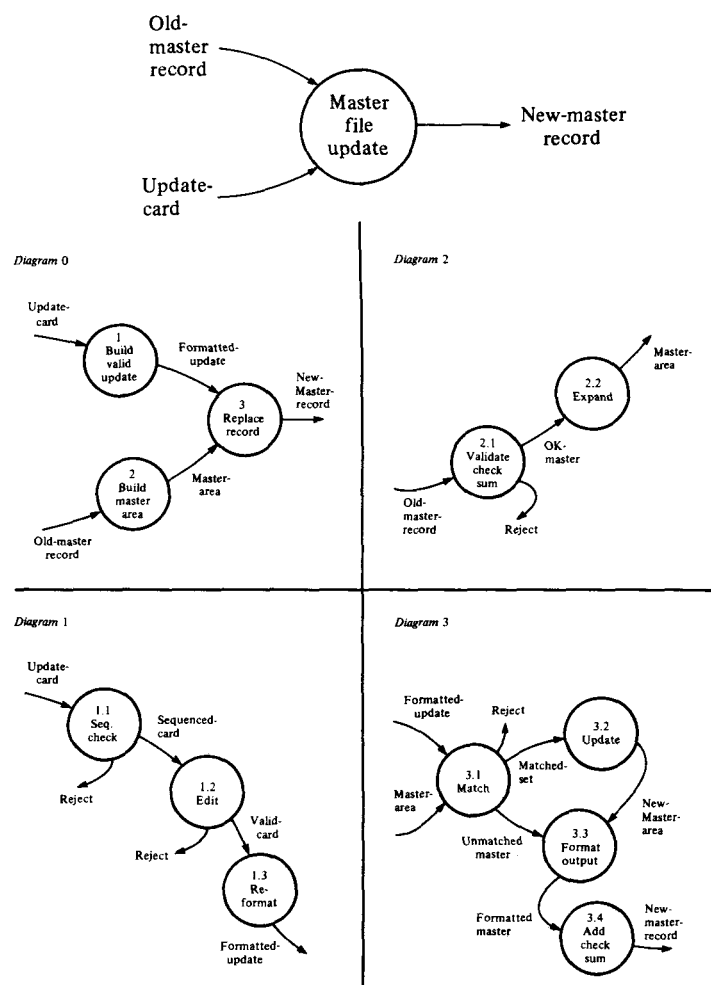 Old-
master
record
Master
file
update
New-master
record
Update-
card
Diagram 0
Update-
card
1
Build
valid
update
Formatted-
update
New-
Master-
record
3
Replace
record
2
Build
master
area
Master-
area
Old-master
record
Diagram 2
Master-
area
2.2
Expand
2.1
Validate
check
sum
OK-
master
Old-
master-
record
Reject
Diagram 1
Update-
card
1.1
Seq.
check
Sequenced-
card
Reject
1.2
Edit
Valid-
card
Reject
1.3
Re-
format
Formatted-
update
Diagram 3
Formatted-
update
Reject
3.2
Update
3.1
Match
Matched-
set
Master-
area
New-
Master-
area
Unmatched
master
3.3
Format
output
Formatted
master
3.4
Add
check
sum
New-
master-
record